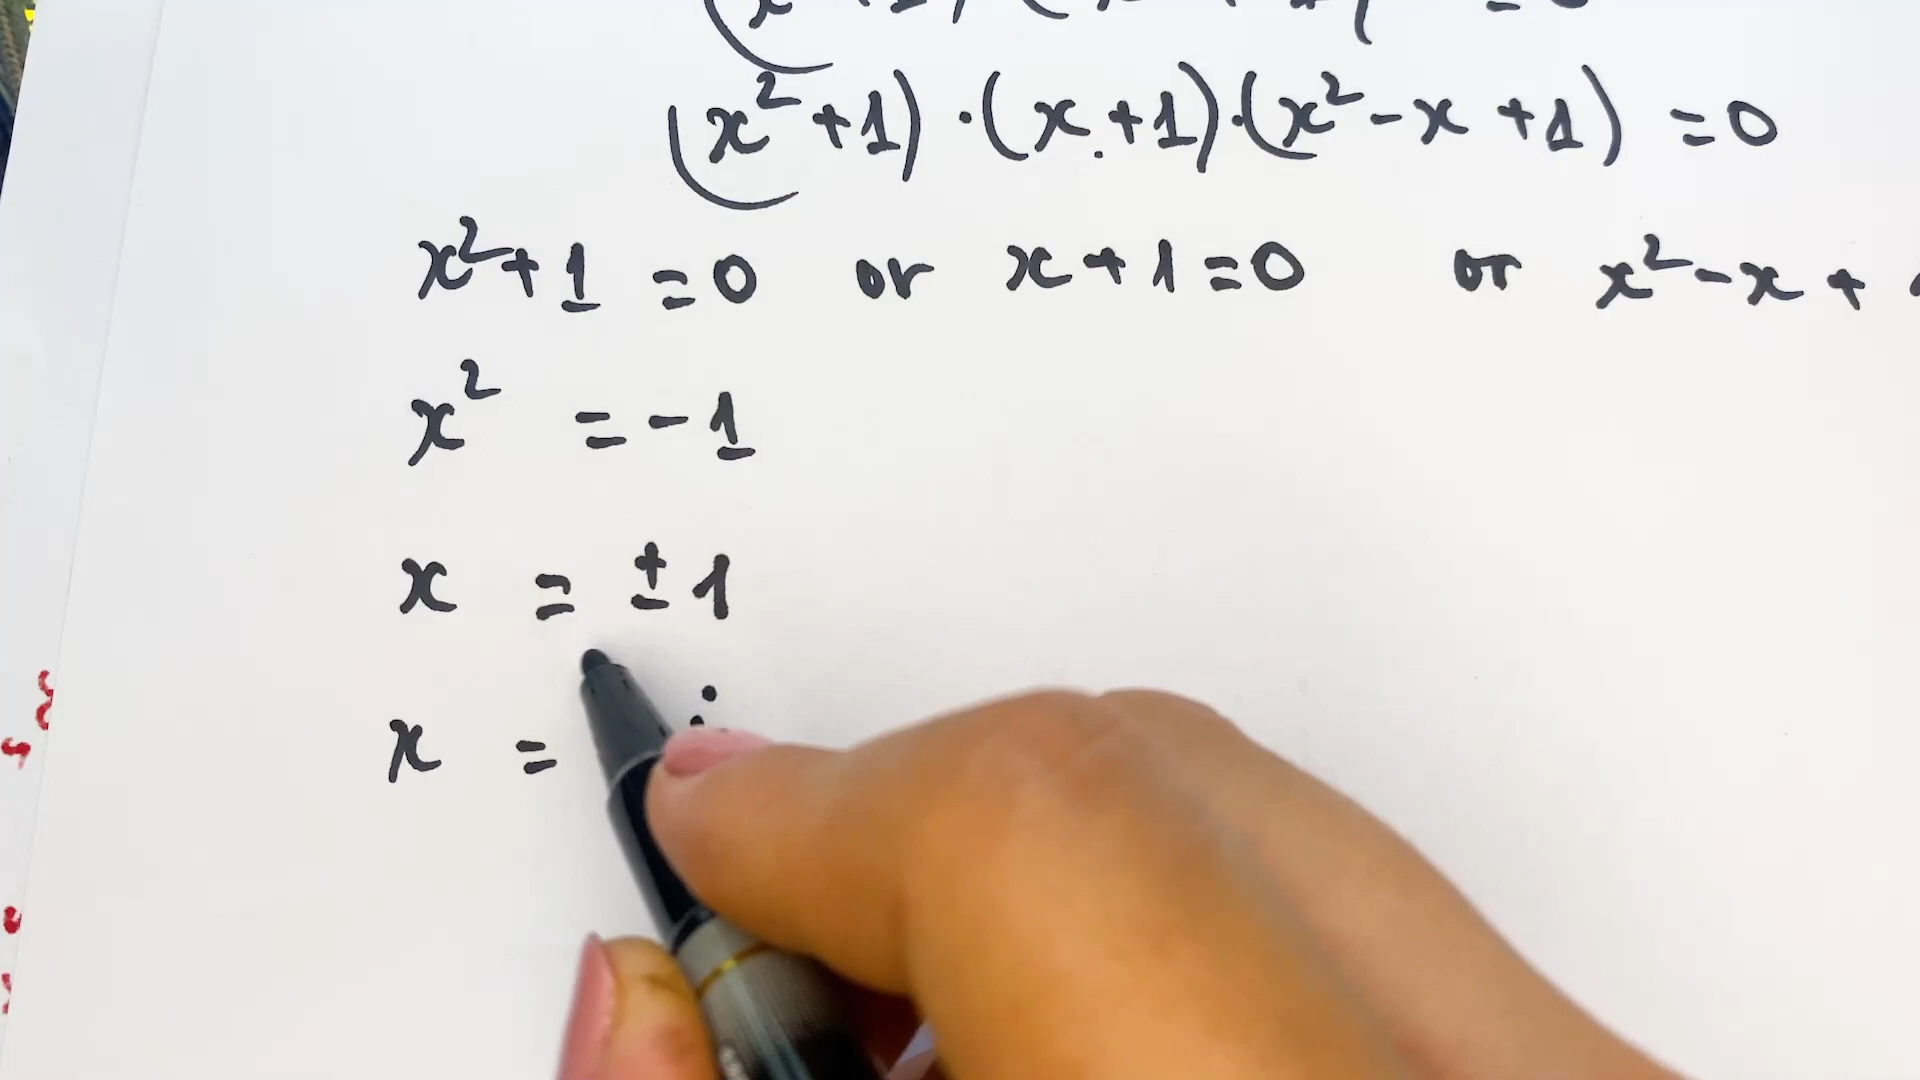 (x²+1)·(x+1)·(x²-x+1)=0
x²+1=0 or x+1=0 or x²-x+
x²=-1
x=±1
x=